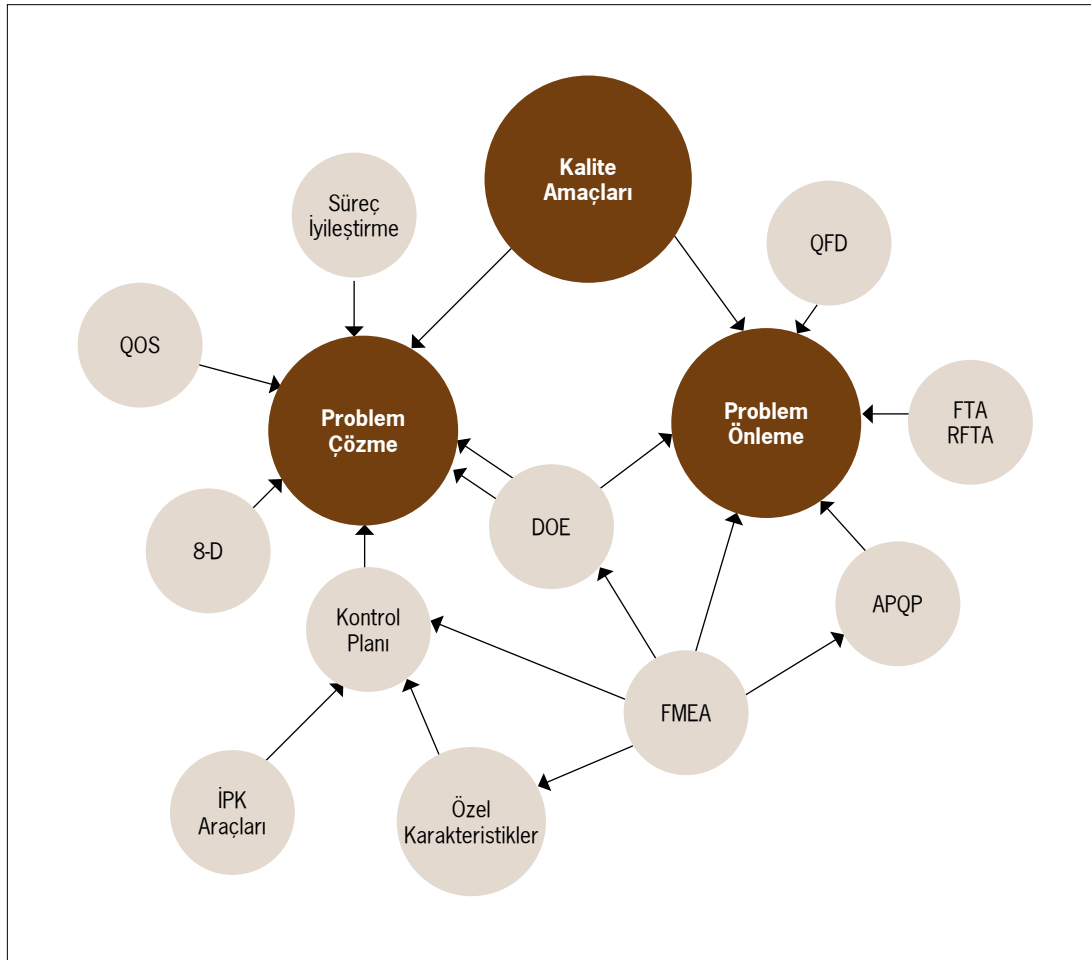 Kalite
Amaçları
Süreç
İyileştirme
QFD
QOS
Problem
Çözme
Problem
Önleme
FTA
RFTA
8-D
DOE
Kontrol
Planı
APQP
FMEA
İPK
Araçları
Özel
Karakteristikler